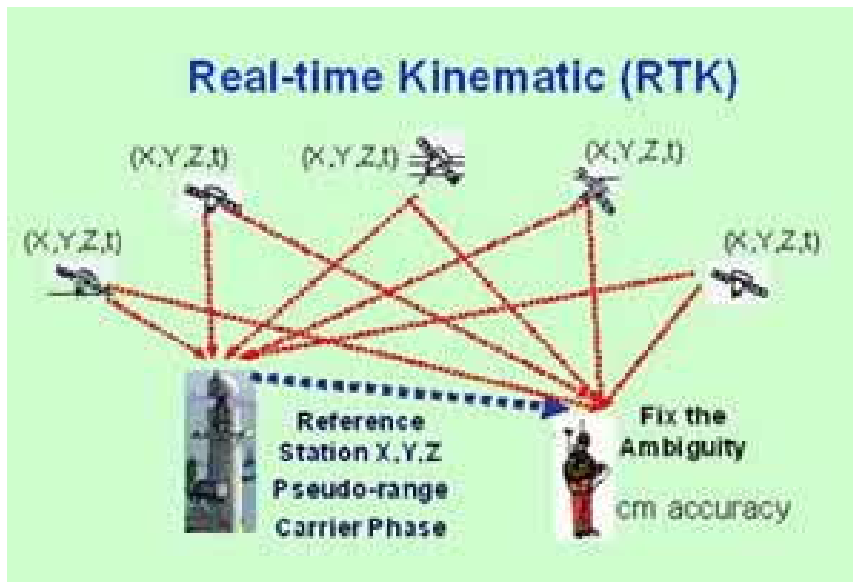 Real-time Kinematic (RTK)
(X,Y,Z,t)
(X,Y,Z,t)
(X,Y,Z,t)
(X,Y,Z,t)
(X,Y,Z,t)
Reference
Station X,Y,Z
Pseudo-range
Carrier Phase
Fix the
Ambiguity
cm accuracy